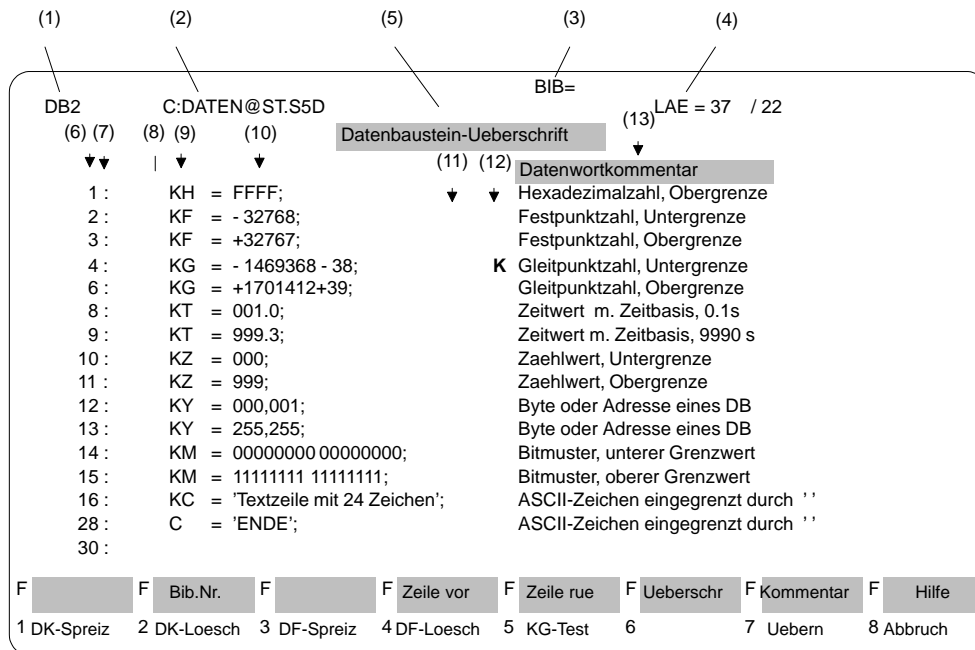 (1) (2) (5) (3) (4)
BIB=
DB2 C:DATEN@ST.S5D LAE = 37 / 22
(6) (7) (8) (9) (10) Datenbaustein-Ueberschrift (13)
(11) (12) Datenwortkommentar
1 : KH = FFFF; Hexadezimalzahl, Obergrenze
2 : KF = - 32768; Festpunktzahl, Untergrenze
3 : KF = +32767; Festpunktzahl, Obergrenze
4 : KG = - 1469368 - 38; K Gleitpunktzahl, Untergrenze
6 : KG = +1701412+39; Gleitpunktzahl, Obergrenze
8 : KT = 001.0; Zeitwert m. Zeitbasis, 0.1s
9 : KT = 999.3; Zeitwert m. Zeitbasis, 9990 s
10 : KZ = 000; Zaehlwert, Untergrenze
11 : KZ = 999; Zaehlwert, Obergrenze
12 : KY = 000,001; Byte oder Adresse eines DB
13 : KY = 255,255; Byte oder Adresse eines DB
14 : KM = 00000000 00000000; Bitmuster, unterer Grenzwert
15 : KM = 11111111 11111111; Bitmuster, oberer Grenzwert
16 : KC = 'Textzeile mit 24 Zeichen'; ASCII-Zeichen eingegrenzt durch ' '
28 : C = 'ENDE'; ASCII-Zeichen eingegrenzt durch ' '
30 :
F F Bib.Nr. F F Zeile vor F Zeile rue F Ueberschr F Kommentar F Hilfe
1 DK-Spreiz 2 DK-Loesch 3 DF-Spreiz 4 DF-Loesch 5 KG-Test 6 7 Uebern 8 Abbruch